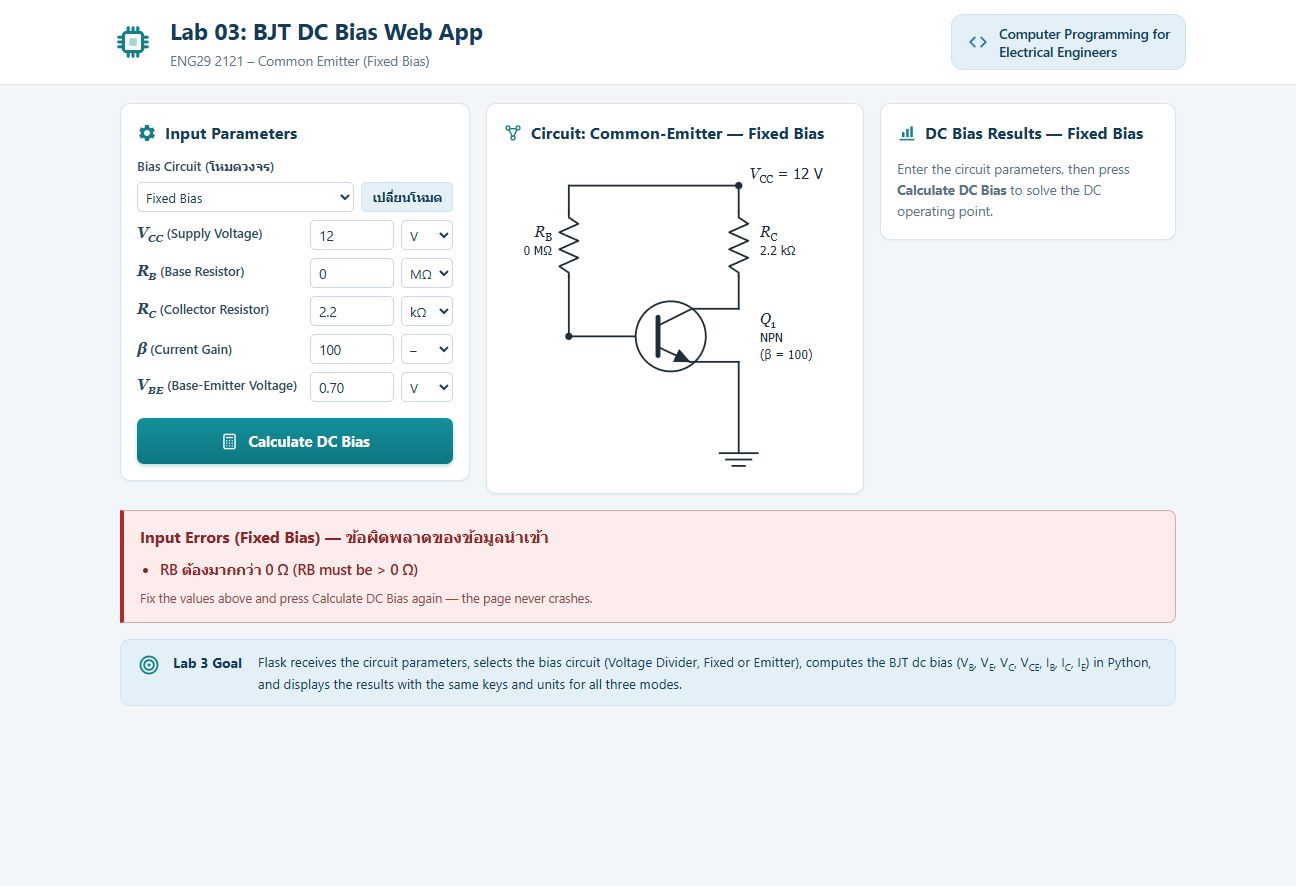 Lab 03: BJT DC Bias Web App
ENG29 2121 – Common Emitter (Fixed Bias)
Computer Programming for
Electrical Engineers
Input Parameters
Bias Circuit (โหมดวงจร)
Fixed Bias
เปลี่ยนโหมด
VCC (Supply Voltage) 12 V
RB (Base Resistor) 0 MΩ
RC (Collector Resistor) 2.2 kΩ
β (Current Gain) 100 –
VBE (Base-Emitter Voltage) 0.70 V
Calculate DC Bias
Circuit: Common-Emitter — Fixed Bias
VCC = 12 V
RB
0 MΩ
RC
2.2 kΩ
Q1
NPN
(β = 100)
DC Bias Results — Fixed Bias
Enter the circuit parameters, then press
Calculate DC Bias to solve the DC
operating point.
Input Errors (Fixed Bias) — ข้อผิดพลาดของข้อมูลนำเข้า
• RB ต้องมากกว่า 0 Ω (RB must be > 0 Ω)
Fix the values above and press Calculate DC Bias again — the page never crashes.
Lab 3 Goal
Flask receives the circuit parameters, selects the bias circuit (Voltage Divider, Fixed or Emitter), computes the BJT dc bias (VB, VE, VC, VCE, IB, IC, IE) in Python,
and displays the results with the same keys and units for all three modes.